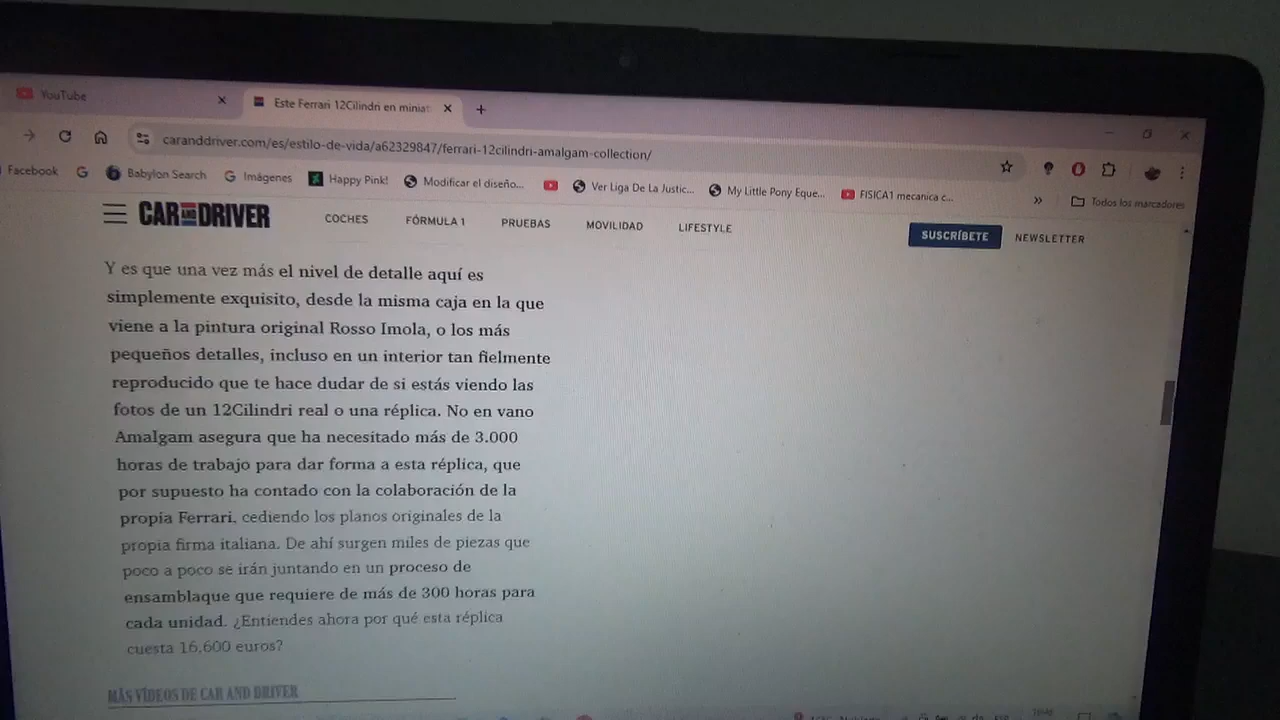 YouTube
Este Ferrari 12Cilindri en miniat
caranddriver.com/es/estilo-de-vida/a62329847/ferrari-12cilindri-amalgam-collection/
Facebook
Babylon Search
Imágenes
Happy Pink!
Modificar el diseño...
Ver Liga De La Justic...
My Little Pony Eque...
FISICA1 mecanica c...
»
Todos los marcadores
CAR AND DRIVER
COCHES
FÓRMULA 1
PRUEBAS
MOVILIDAD
LIFESTYLE
SUSCRÍBETE
NEWSLETTER
Y es que una vez más el nivel de detalle aquí es
simplemente exquisito, desde la misma caja en la que
viene a la pintura original Rosso Imola, o los más
pequeños detalles, incluso en un interior tan fielmente
reproducido que te hace dudar de si estás viendo las
fotos de un 12Cilindri real o una réplica. No en vano
Amalgam asegura que ha necesitado más de 3.000
horas de trabajo para dar forma a esta réplica, que
por supuesto ha contado con la colaboración de la
propia Ferrari, cediendo los planos originales de la
propia firma italiana. De ahí surgen miles de piezas que
poco a poco se irán juntando en un proceso de
ensamblaque que requiere de más de 300 horas para
cada unidad. ¿Entiendes ahora por qué esta réplica
cuesta 16.600 euros?
MÁS VÍDEOS DE CAR AND DRIVER